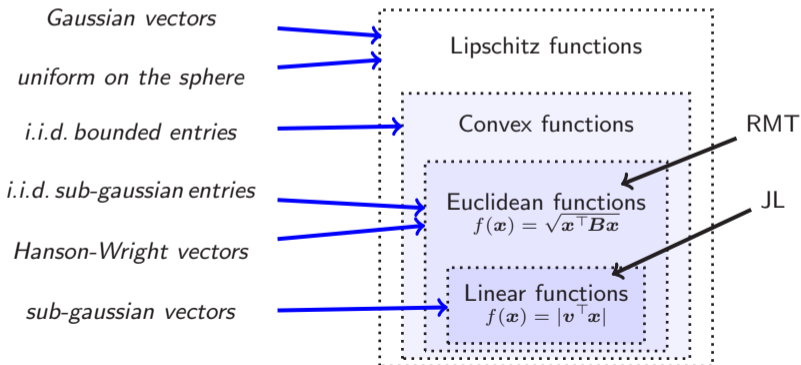 Gaussian vectors
uniform on the sphere
i.i.d. bounded entries
i.i.d. sub-gaussian entries
Hanson-Wright vectors
sub-gaussian vectors
Lipschitz functions
Convex functions
Euclidean functions
f(x) = √(x⊤Bx)
Linear functions
f(x) = |v⊤x|
RMT
JL